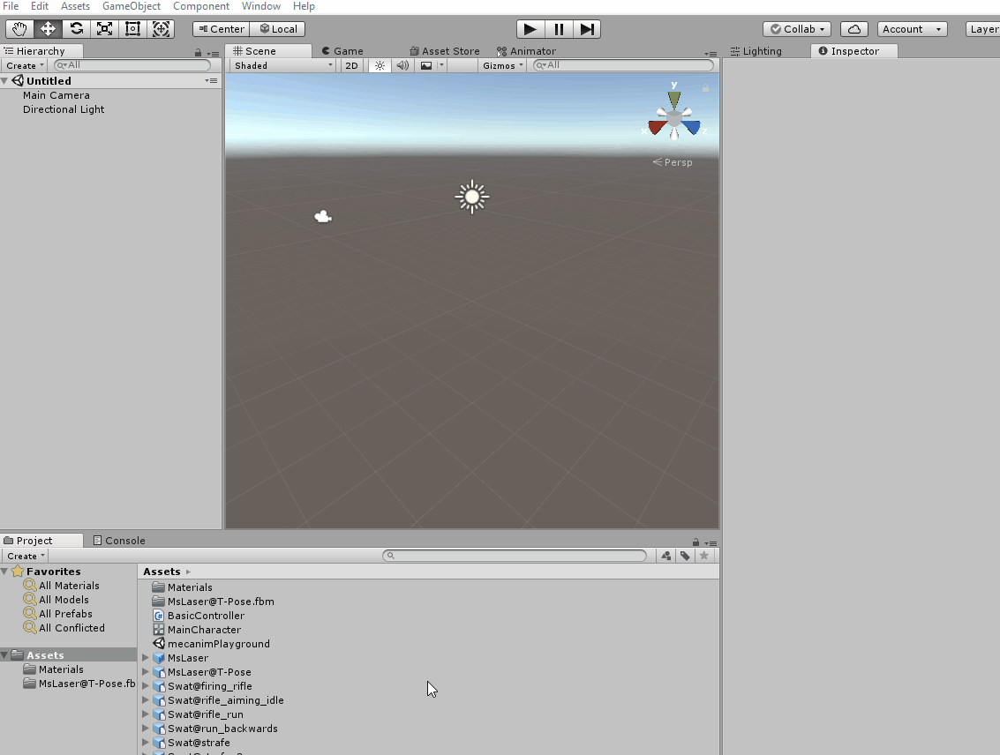 File Edit Assets GameObject Component Window Help
Center Local Collab Account Layer
Hierarchy
Create All
Untitled
Main Camera
Directional Light
Scene Game Asset Store Animator
Shaded 2D Gizmos All
y
x z
Persp
Lighting Inspector
Project Console
Create
Favorites
All Materials
All Models
All Prefabs
All Conflicted
Assets
Materials
MsLaser@T-Pose.fb
Assets
Materials
MsLaser@T-Pose.fbm
BasicController
MainCharacter
mecanimPlayground
MsLaser
MsLaser@T-Pose
Swat@firing_rifle
Swat@rifle_aiming_idle
Swat@rifle_run
Swat@run_backwards
Swat@strafe